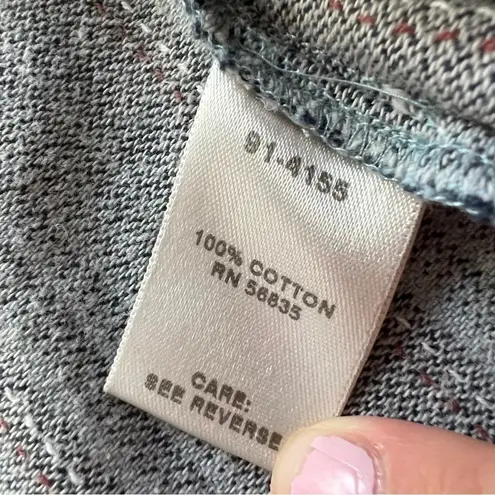 91-4155
100% COTTON
RN 56835
CARE:
SEE REVERSE